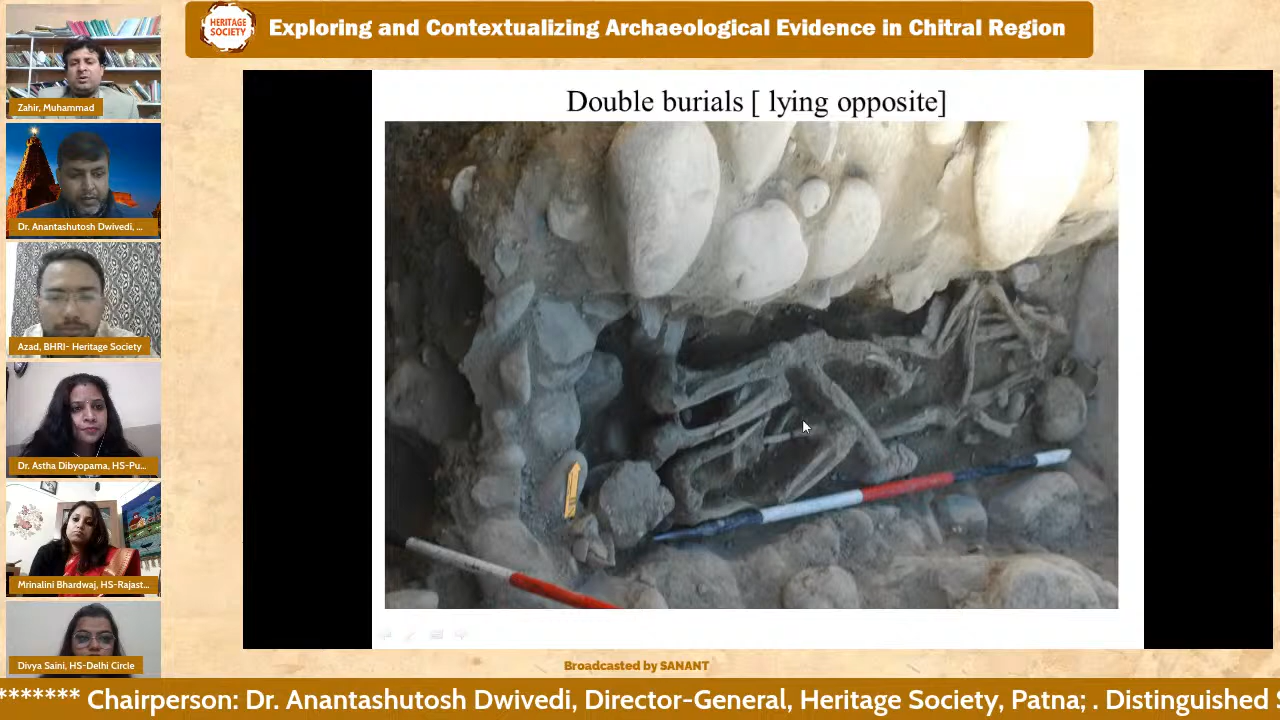 HERITAGE
SOCIETY
Exploring and Contextualizing Archaeological Evidence in Chitral Region
Zahir, Muhammad
Dr. Anantashutosh Dwivedi, ...
Azad, BHRI- Heritage Society
Dr. Astha Dibyopama, HS-Pu...
Mrinalini Bhardwaj, HS-Rajast...
Divya Saini, HS-Delhi Circle
Double burials [ lying opposite]
Broadcasted by SANANT
******* Chairperson: Dr. Anantashutosh Dwivedi, Director-General, Heritage Society, Patna; . Distinguished S